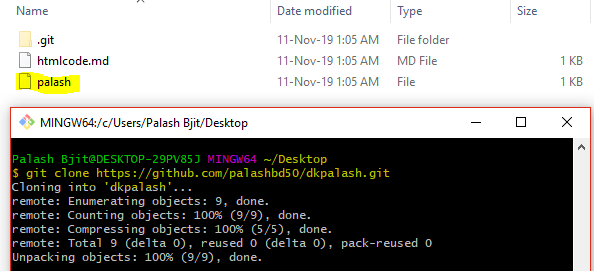 Name Date modified Type Size
.git 11-Nov-19 1:05 AM File folder
htmlcode.md 11-Nov-19 1:05 AM MD File 1 KB
palash 11-Nov-19 1:05 AM File 1 KB
MINGW64:/c/Users/Palash Bjit/Desktop
Palash Bjit@DESKTOP-29PV85J MINGW64 ~/Desktop
$ git clone https://github.com/palashbd50/dkpalash.git
Cloning into 'dkpalash'...
remote: Enumerating objects: 9, done.
remote: Counting objects: 100% (9/9), done.
remote: Compressing objects: 100% (5/5), done.
remote: Total 9 (delta 0), reused 0 (delta 0), pack-reused 0
Unpacking objects: 100% (9/9), done.